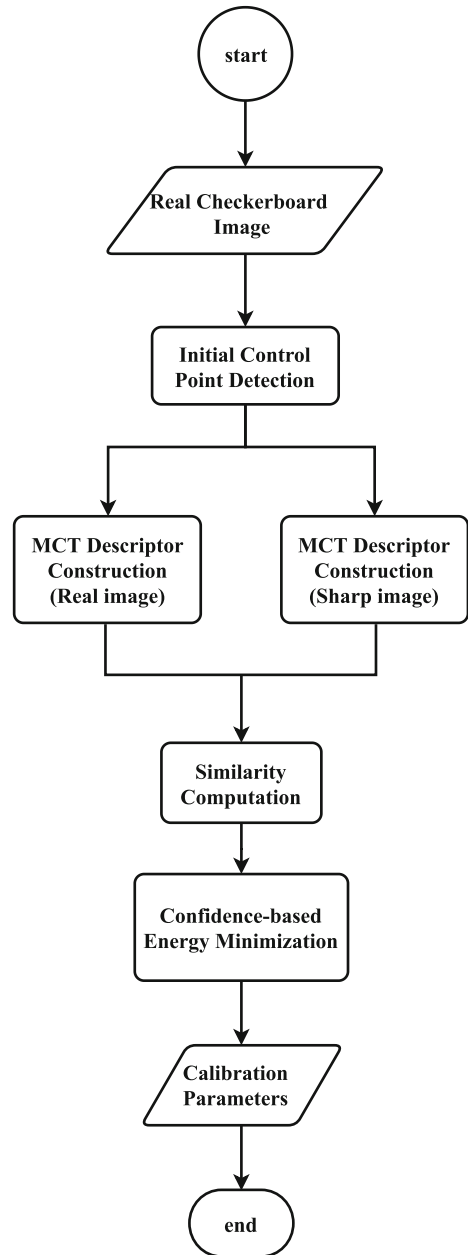 start
Real Checkerboard
Image
Initial Control
Point Detection
MCT Descriptor
Construction
(Real image)
MCT Descriptor
Construction
(Sharp image)
Similarity
Computation
Confidence-based
Energy Minimization
Calibration
Parameters
end